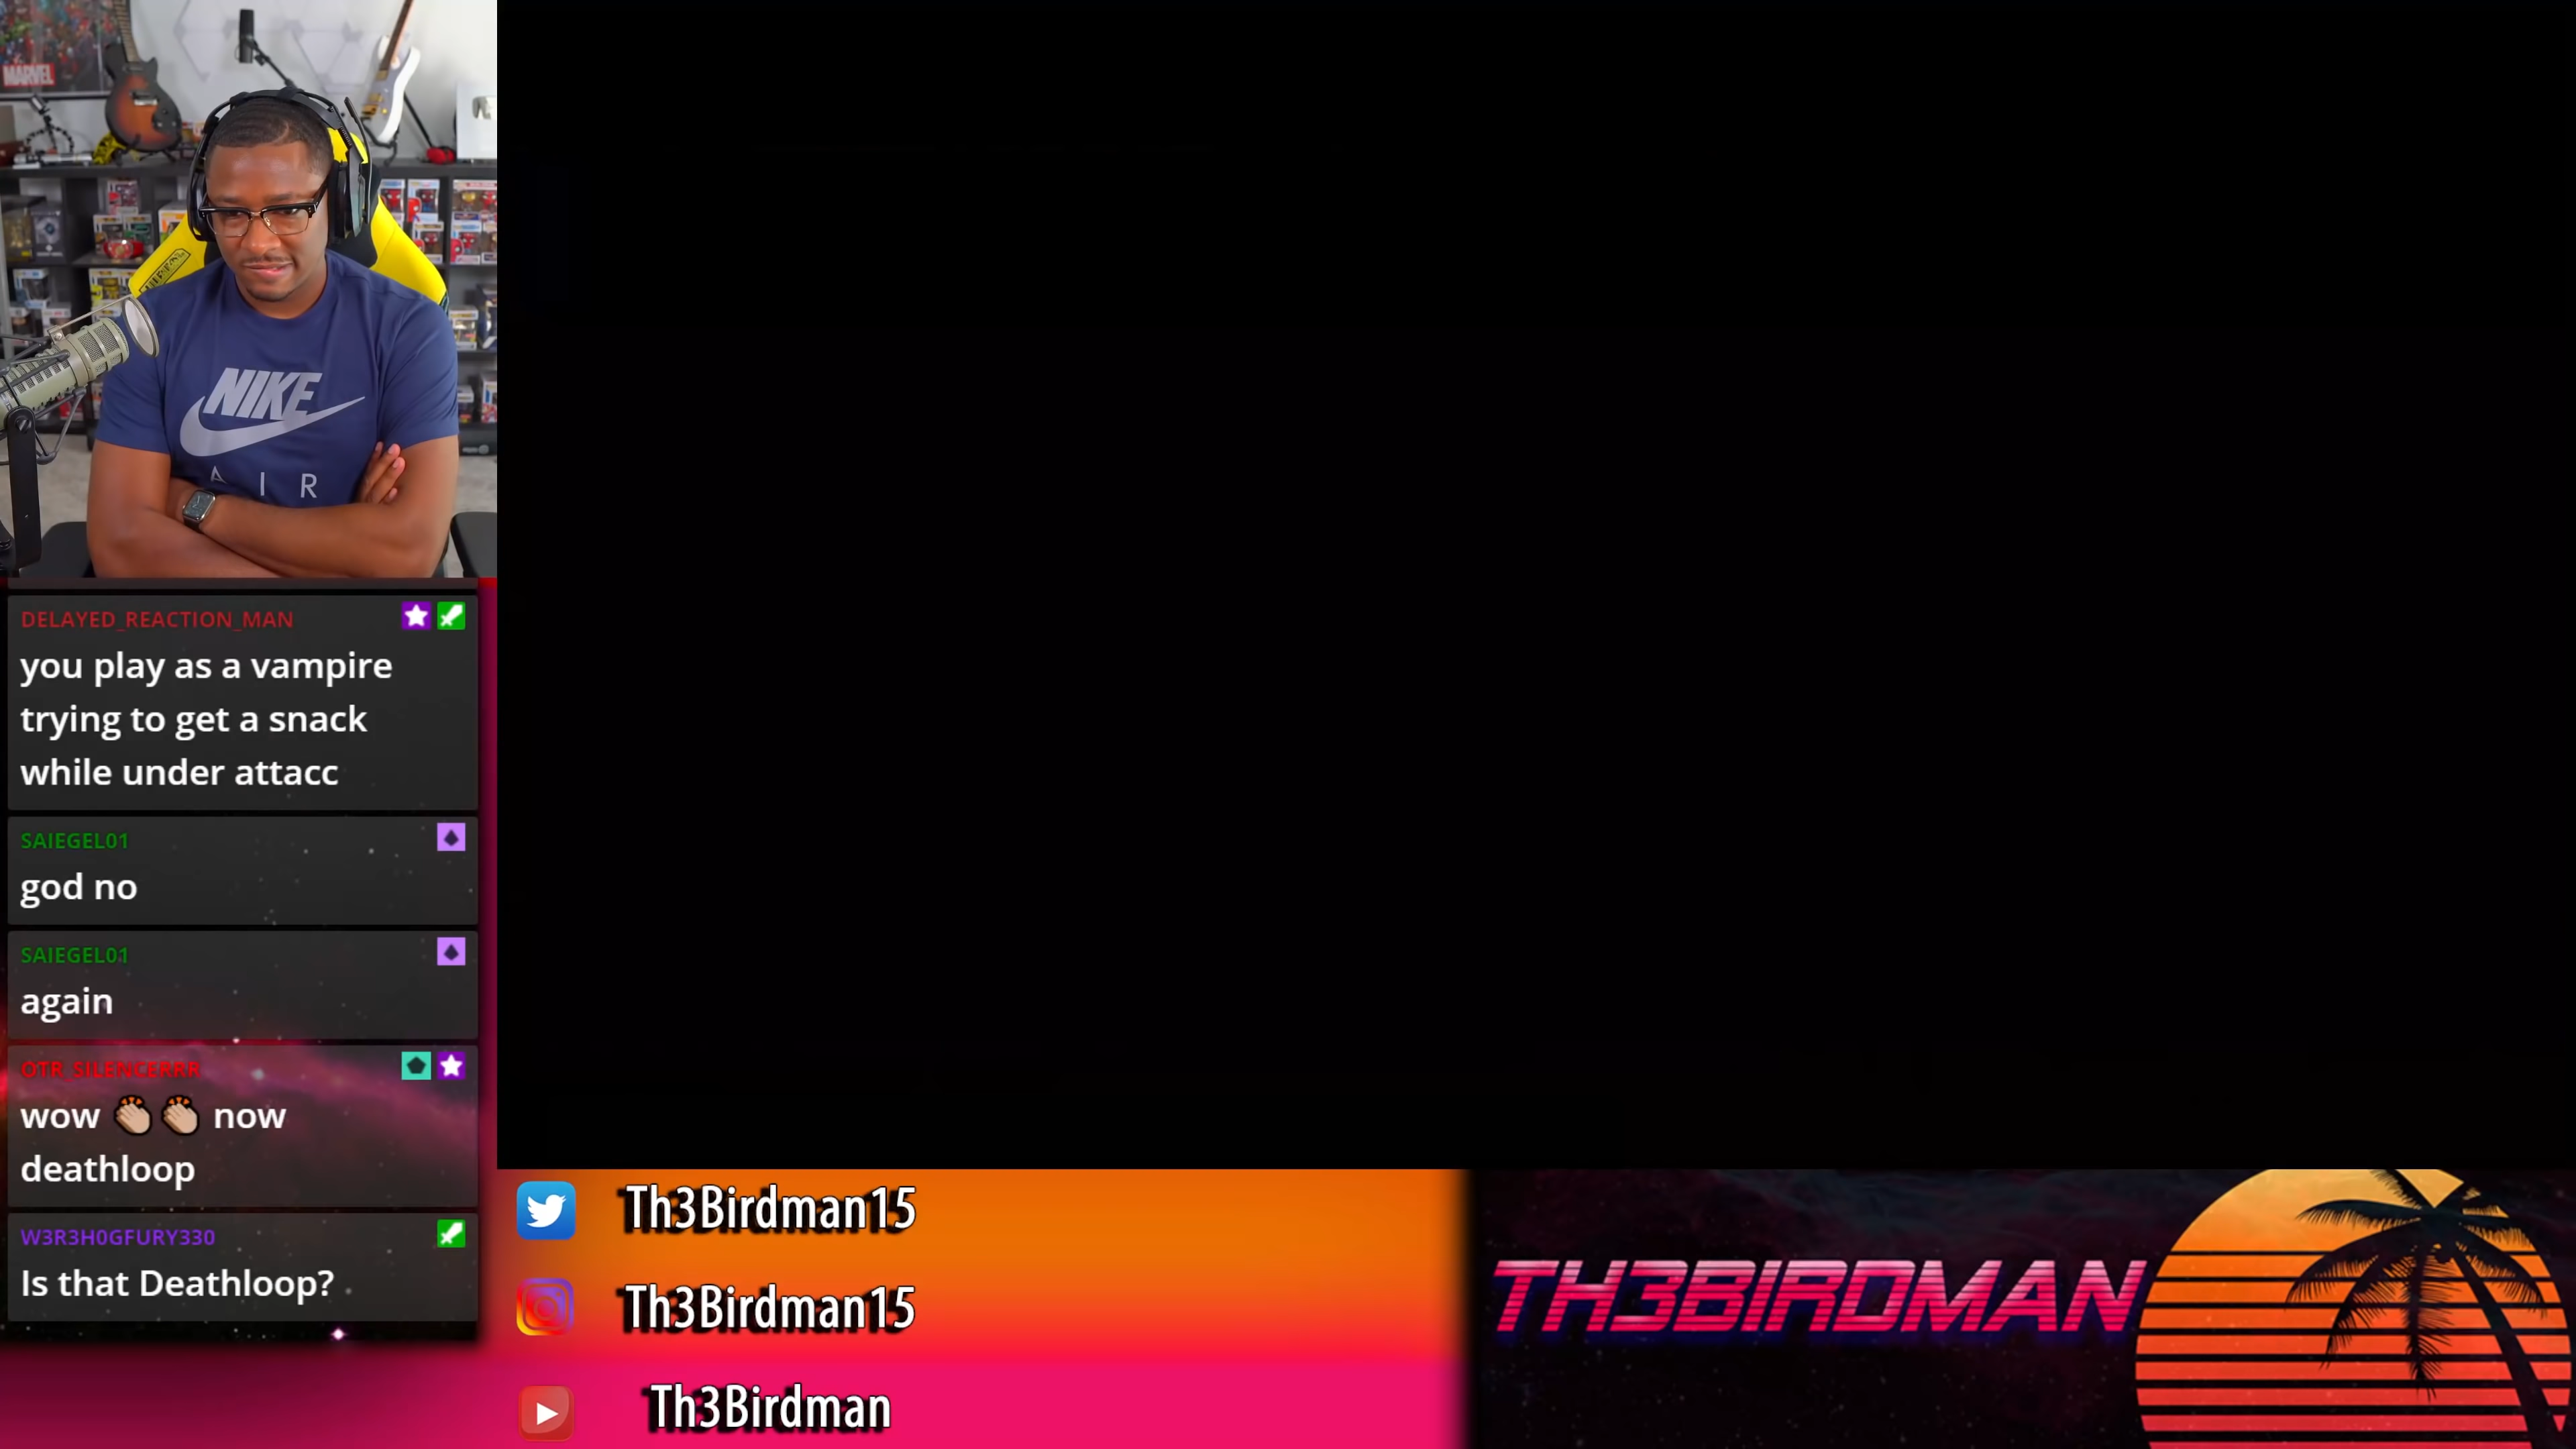 MARVEL
NIKE
AIR
DELAYED_REACTION_MAN
you play as a vampire
trying to get a snack
while under attacc
SAIEGEL01
god no
SAIEGEL01
again
OTR_SILENCERRR
wow 👏🏼 👏🏼 now
deathloop
W3R3H0GFURY330
Is that Deathloop?
Th3Birdman15
Th3Birdman15
Th3Birdman
TH3BIRDMAN